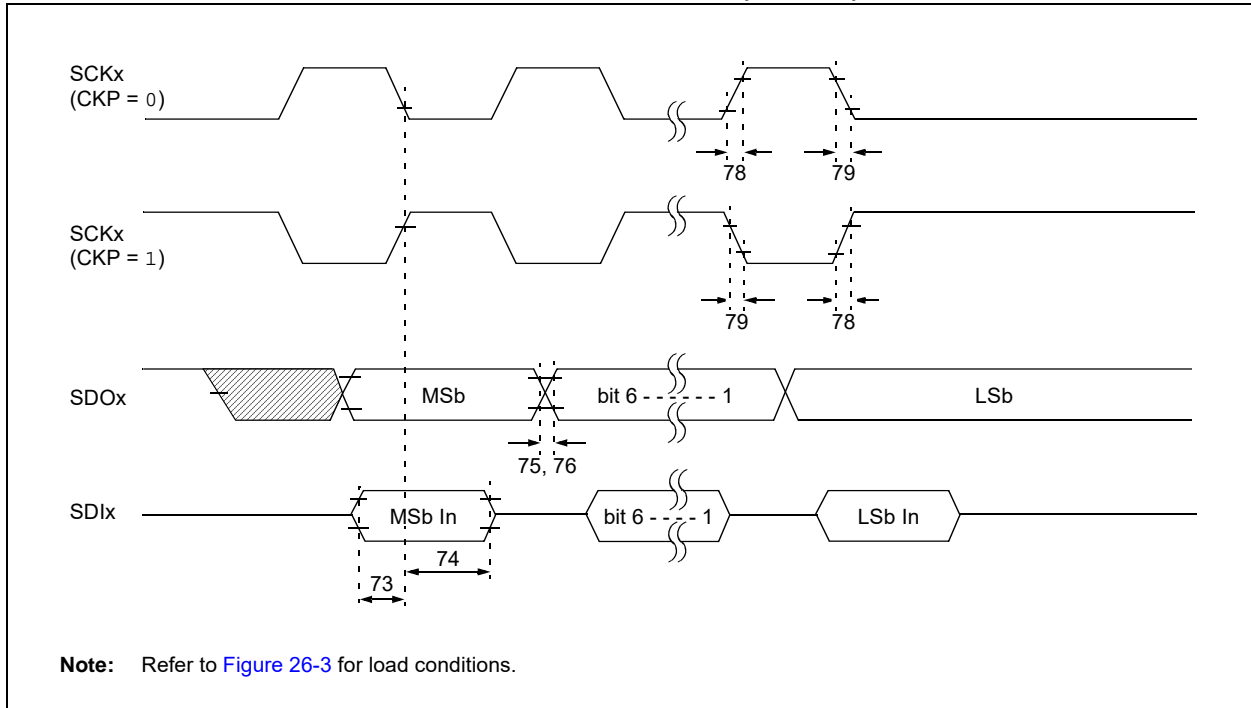 SCKx
(CKP = 0)
78
79
SCKx
(CKP = 1)
79
78
SDOx
MSb
bit 6 - - - - - - 1
LSb
75, 76
SDIx
MSb In
bit 6 - - - - 1
LSb In
74
73
Note: Refer to Figure 26-3 for load conditions.